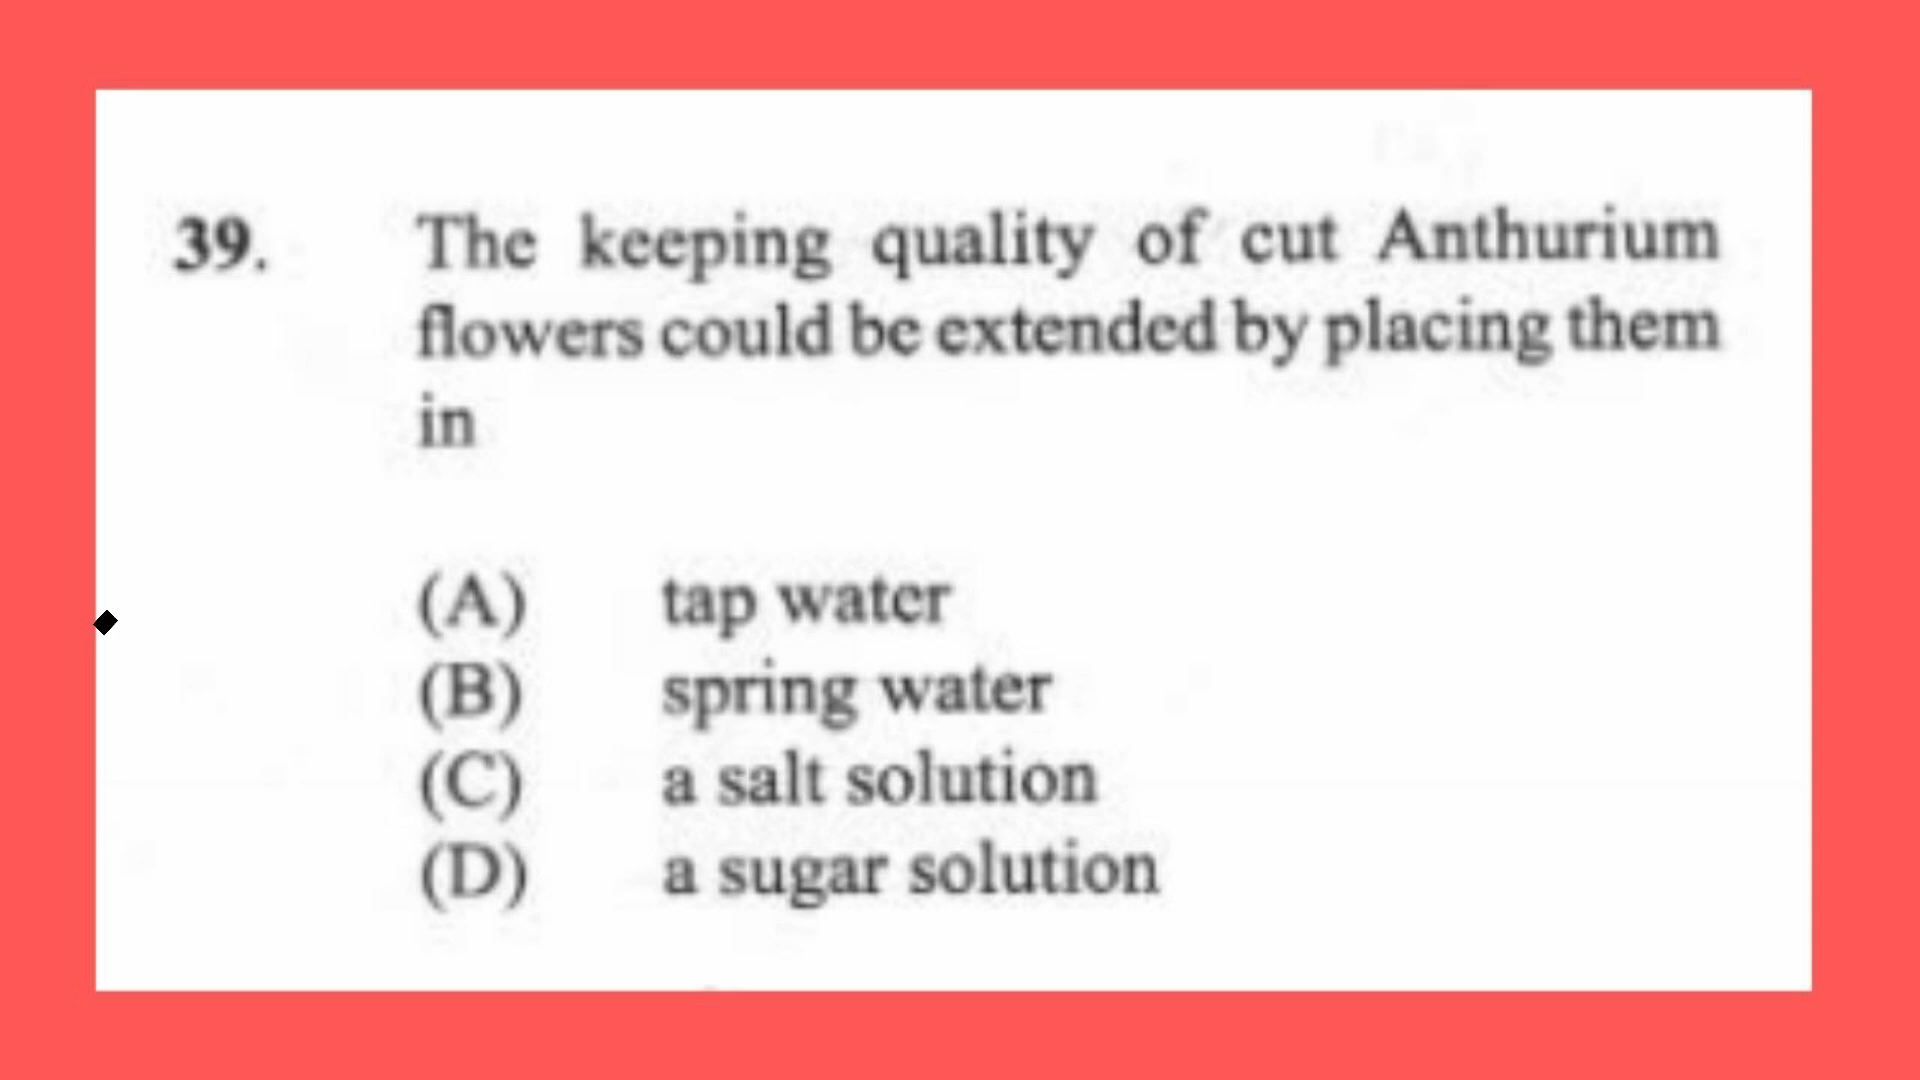 39. The keeping quality of cut Anthurium
flowers could be extended by placing them
in
(A) tap water
(B) spring water
(C) a salt solution
(D) a sugar solution